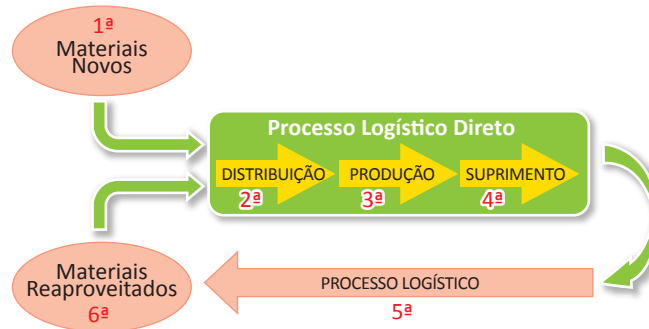 1ª
Materiais
Novos
Processo Logístico Direto
DISTRIBUIÇÃO
PRODUÇÃO
SUPRIMENTO
2ª
3ª
4ª
Materiais
Reaproveitados
6ª
PROCESSO LOGÍSTICO
5ª